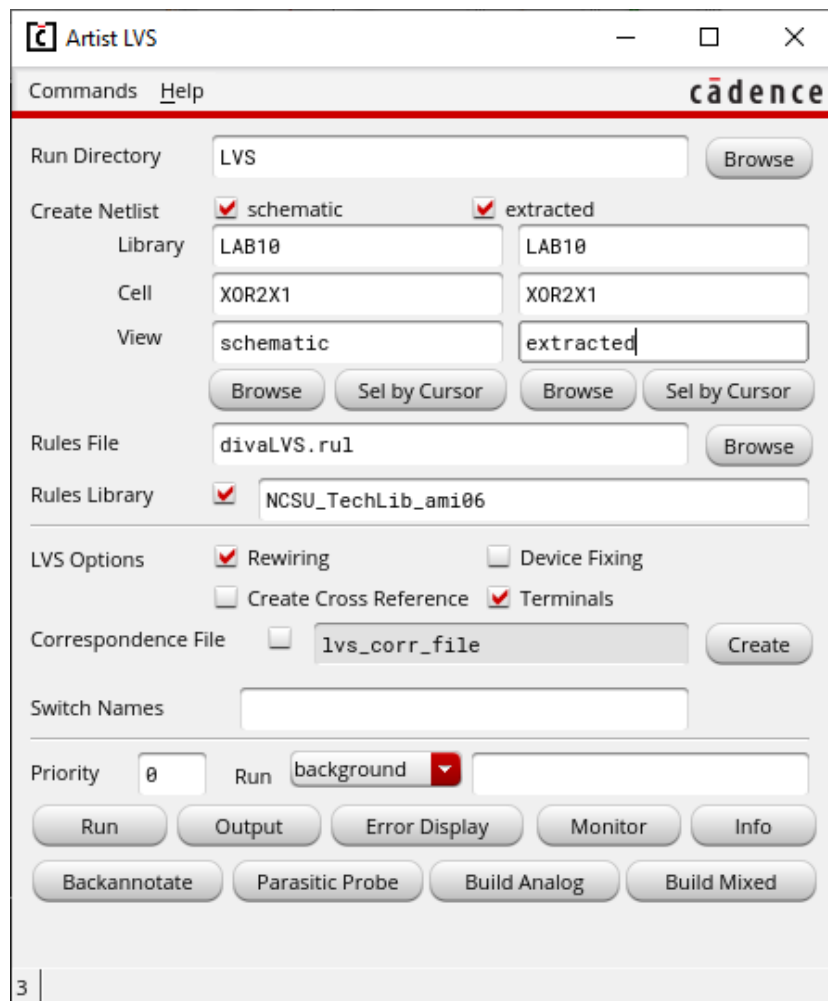 Artist LVS
Commands Help cādence
Run Directory LVS Browse
Create Netlist schematic extracted
Library LAB10 LAB10
Cell XOR2X1 XOR2X1
View schematic extracted
Browse Sel by Cursor Browse Sel by Cursor
Rules File divaLVS.rul Browse
Rules Library NCSU_TechLib_ami06
LVS Options Rewiring Device Fixing
Create Cross Reference Terminals
Correspondence File lvs_corr_file Create
Switch Names
Priority 0 Run background
Run Output Error Display Monitor Info
Backannotate Parasitic Probe Build Analog Build Mixed
3